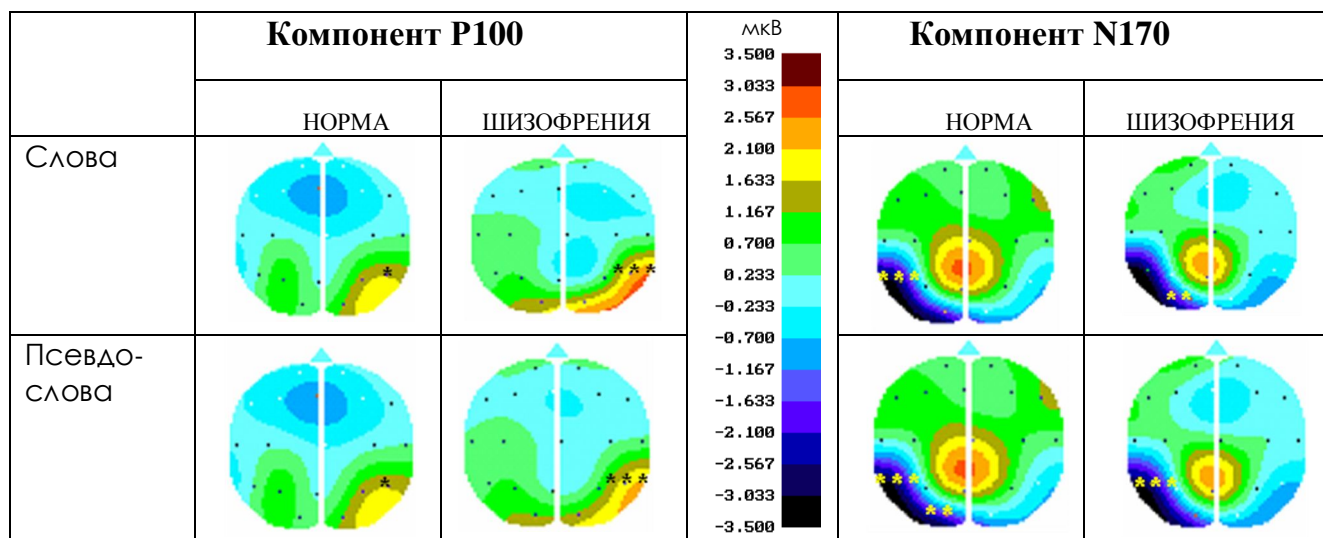 Компонент P100
мкВ
Компонент N170
НОРМА
ШИЗОФРЕНИЯ
НОРМА
ШИЗОФРЕНИЯ
3.500
3.033
2.567
2.100
1.633
1.167
0.700
0.233
-0.233
-0.700
-1.167
-1.633
-2.100
-2.567
-3.033
-3.500
Слова
*
***
***
**
Псевдо-
слова
*
***
***
**
***